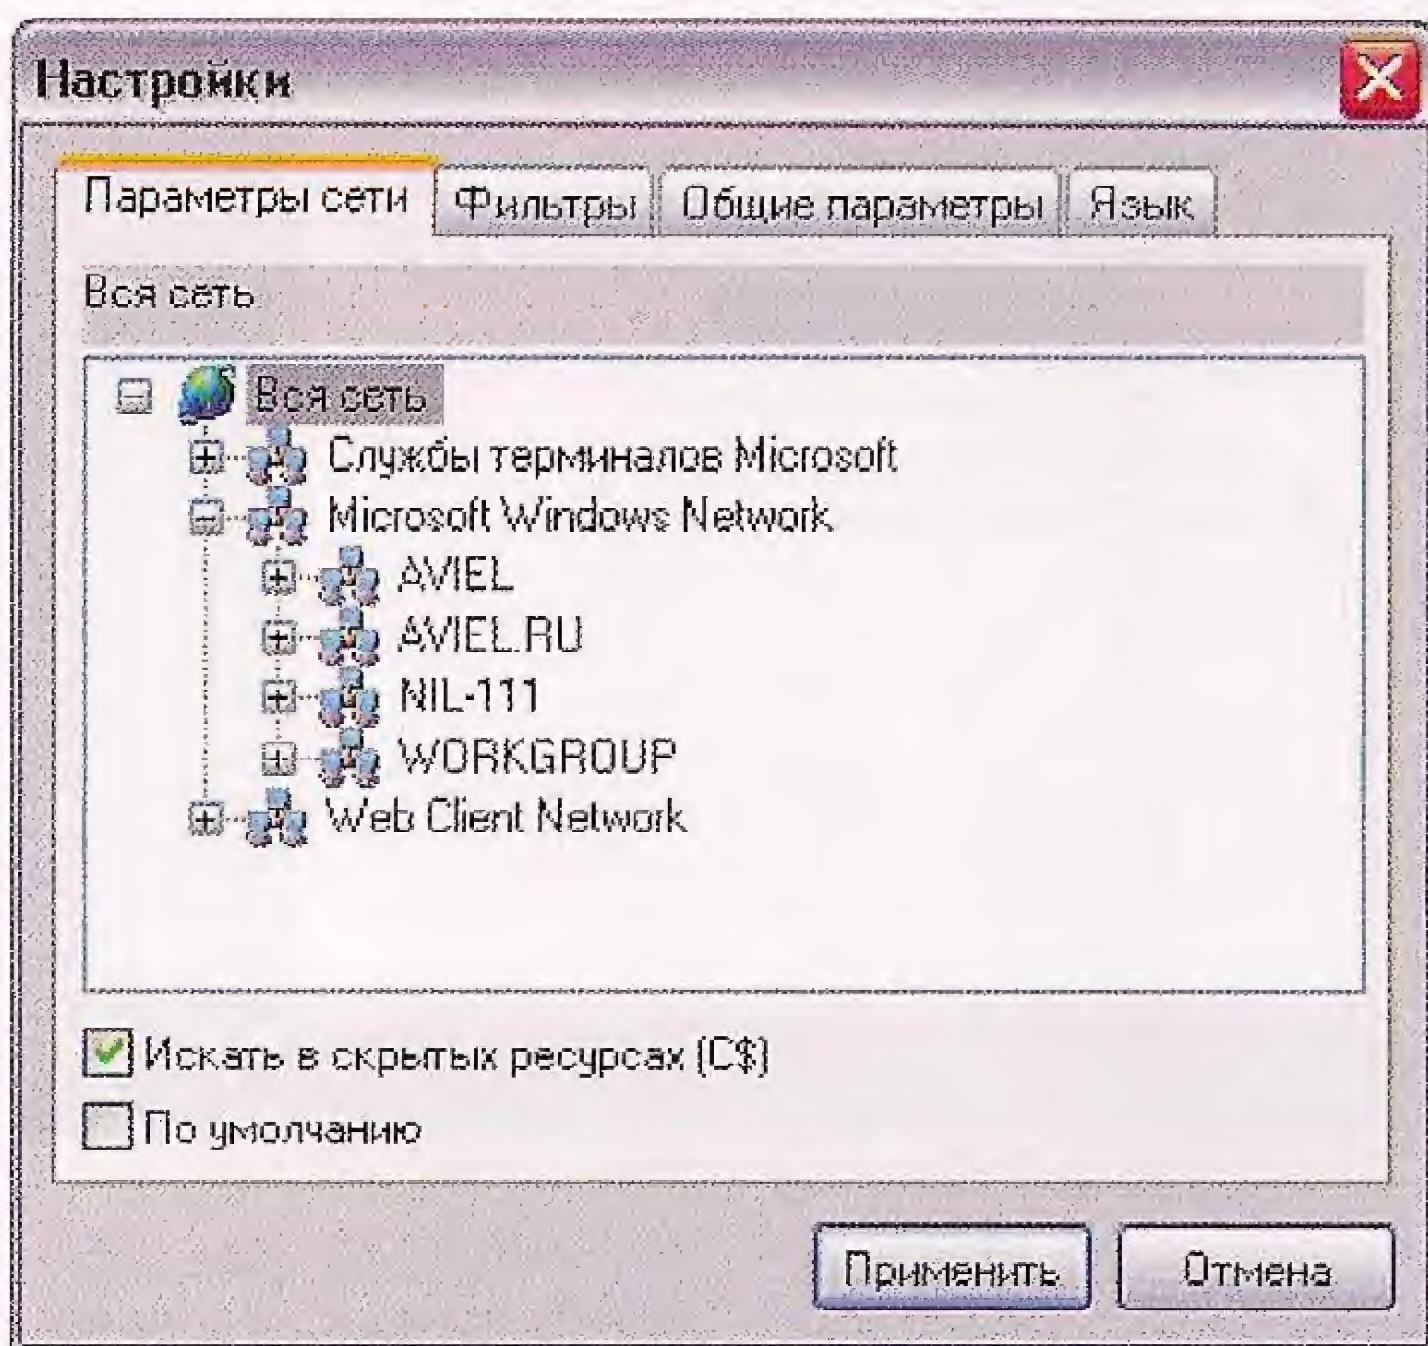 Настройки
Параметры сети Фильтры Общие параметры Язык
Вся сеть
Вся сеть
Службы терминалов Microsoft
Microsoft Windows Network
AVIEL
AVIEL.RU
NIL-111
WORKGROUP
Web Client Network
Искать в скрытых ресурсах (C$)
По умолчанию
Применить Отмена